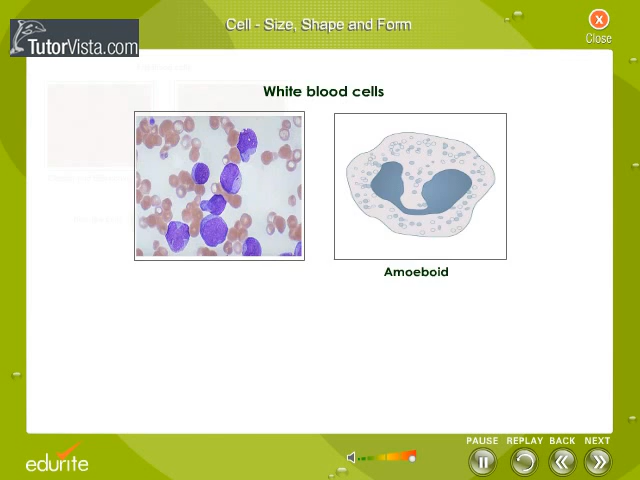 Cell - Size, Shape and Form
X
Close
TutorVista.com
White blood cells
Amoeboid
PAUSE REPLAY BACK NEXT
edurite